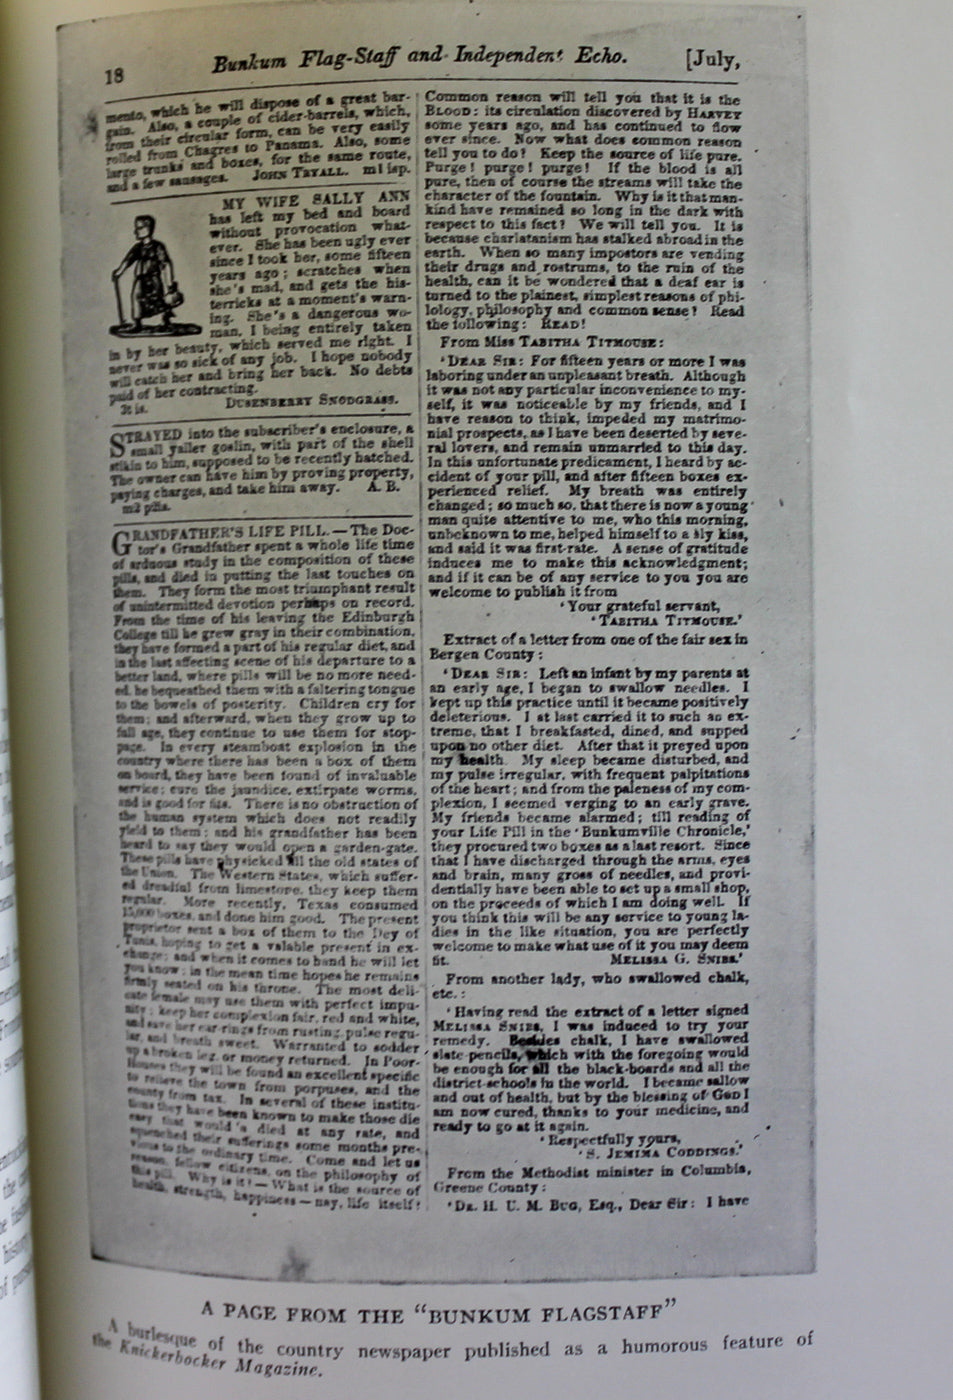 18
Bunkum Flag-Staff and Independent Echo.
[July,
mento, which he will dispose of a great bar-
gain. Also, a couple of cider-barrels, which,
from their circular form, can be very easily
rolled from Chagres to Panama. Also, some
large trunks and boxes, for the same route,
and a few sausages. JOHN TRYALL. m1isp.
MY WIFE SALLY ANN
has left my bed and board
without provocation what-
ever. She has been ugly ever
since I took her, some fifteen
years ago; scratches when
she's mad, and gets the his-
terricks at a moment's warn-
ing. She's a dangerous wo-
man, I being entirely taken
in by her beauty, which served me right. I
never was so sick of any job. I hope nobody
will catch her and bring her back. No debts
paid of her contracting.
It is. DUSENBERRY SNODGRASS.
STRAYED into the subscriber's enclosure, a
small yaller goslin, with part of the shell
stikin to him, supposed to be recently hatched.
The owner can have him by proving property,
paying charges, and take him away. A. B.
m2 pfis.
GRANDFATHER'S LIFE PILL.—The Doc-
tor's Grandfather spent a whole life time
of arduous study in the composition of these
pills, and died in putting the last touches on
them. They form the most triumphant result
of unintermitted devotion perhaps on record.
From the time of his leaving the Edinburgh
College till he grew gray in their combination,
they have formed a part of his regular diet, and
in the last affecting scene of his departure to a
better land, where pills will be no more need-
ed, he bequeathed them with a faltering tongue
to the bowels of posterity. Children cry for
them; and afterward, when they grow up to
full age, they continue to use them for stop-
page. In every steamboat explosion in the
country where there has been a box of them
on board, they have been found of invaluable
service; cure the jaundice, extirpate worms,
and is good for fits. There is no obstruction of
the human system which does not readily
yield to them; and his grandfather has been
heard to say they would open a garden-gate.
These pills have physicked all the old states of
the Union. The Western States, which suffer-
ed dreadful from limestone, they keep them
regular. More recently, Texas consumed
15,000 boxes, and done him good. The present
proprietor sent a box of them to the Dey of
Tunis, hoping to get a valable present in ex-
change; and when it comes to hand he will let
you know; in the mean time hopes he remains
firmly seated on his throne. The most deli-
cate female may use them with perfect impu-
nity; keep her complexion fair, red and white,
and save her ear-rings from rusting, pulse regu-
lar, and breath sweet. Warranted to sodder
up a broken leg, or money returned. In Poor-
Houses they will be found an excellent specific
to relieve the town from porpuses, and the
county from tax. In several of these institu-
tions they have been known to make those die
easy that would 'a died at any rate, and
squenched their sufferings some months pre-
vious to the ordinary time. Come and let us
reason, fellow citizens, on the philosophy of
this pill. Why is it?—What is the source of
health, strength, happiness—nay, life itself?
Common reason will tell you that it is the
BLOOD: its circulation discovered by HARVEY
some years ago, and has continued to flow
ever since. Now what does common reason
tell you to do? Keep the source of life pure.
Purge! purge! purge! If the blood is all
pure, then of course the streams will take the
character of the fountain. Why is it that man-
kind have remained so long in the dark with
respect to this fact? We will tell you. It is
because charlatanism has stalked abroad in the
earth. When so many impostors are vending
their drugs and rostrums, to the ruin of the
health, can it be wondered that a deaf ear is
turned to the plainest, simplest reasons of phi-
lology, philosophy and common sense? Read
the following: READ!
From Miss TABITHA TITMOUSE:
'DEAR SIR: For fifteen years or more I was
laboring under an unpleasant breath. Although
it was not any particular inconvenience to my-
self, it was noticeable by my friends, and I
have reason to think, impeded my matrimo-
nial prospects, as I have been deserted by seve-
ral lovers, and remain unmarried to this day.
In this unfortunate predicament, I heard by ac-
cident of your pill, and after fifteen boxes ex-
perienced relief. My breath was entirely
changed; so much so, that there is now a young
man quite attentive to me, who this morning,
unbeknown to me, helped himself to a sly kiss,
and said it was first-rate. A sense of gratitude
induces me to make this acknowledgment;
and if it can be of any service to you you are
welcome to publish it from
'Your grateful servant,
'TABITHA TITMOUSE.'
Extract of a letter from one of the fair sex in
Bergen County:
'DEAR SIR: Left an infant by my parents at
an early age, I began to swallow needles. I
kept up this practice until it became positively
deleterious. I at last carried it to such an ex-
treme, that I breakfasted, dined, and supped
upon no other diet. After that it preyed upon
my health. My sleep became disturbed, and
my pulse irregular, with frequent palpitations
of the heart; and from the paleness of my com-
plexion, I seemed verging to an early grave.
My friends became alarmed; till reading of
your Life Pill in the 'Bunkumville Chronicle,'
they procured two boxes as a last resort. Since
that I have discharged through the arms, eyes
and brain, many gross of needles, and provi-
dentially have been able to set up a small shop,
on the proceeds of which I am doing well. If
you think this will be any service to young la-
dies in the like situation, you are perfectly
welcome to make what use of it you may deem
fit. MELISSA G. SNIBS.'
From another lady, who swallowed chalk,
etc.:
'Having read the extract of a letter signed
MELISSA SNIBS, I was induced to try your
remedy. Besides chalk, I have swallowed
slate-pencils, which with the foregoing would
be enough for all the black-boards and all the
district-schools in the world. I became sallow
and out of health, but by the blessing of GOD I
am now cured, thanks to your medicine, and
ready to go at it again.
'Respectfully yours,
'S. JEMIMA CODDINGS.'
From the Methodist minister in Columbia,
Greene County:
'DR. H. U. M. BUG, Esq., Dear Sir: I have
A PAGE FROM THE "BUNKUM FLAGSTAFF"
A burlesque of the country newspaper published as a humorous feature of
the Knickerbocker Magazine.